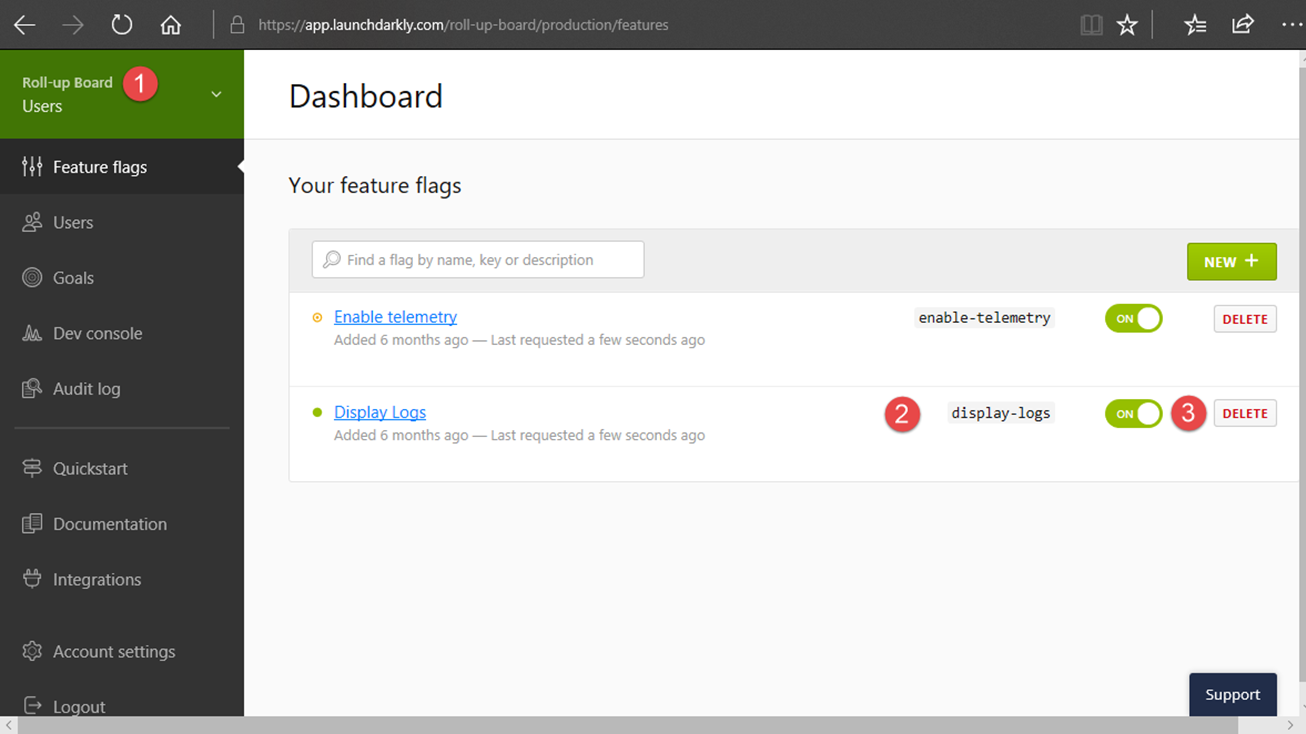 https://app.launchdarkly.com/roll-up-board/production/features
Roll-up Board 1
Users
Feature flags
Users
Goals
Dev console
Audit log
Quickstart
Documentation
Integrations
Account settings
Logout
Dashboard
Your feature flags
Find a flag by name, key or description
NEW +
Enable telemetry enable-telemetry ON DELETE
Added 6 months ago — Last requested a few seconds ago
Display Logs 2 display-logs ON 3 DELETE
Added 6 months ago — Last requested a few seconds ago
Support